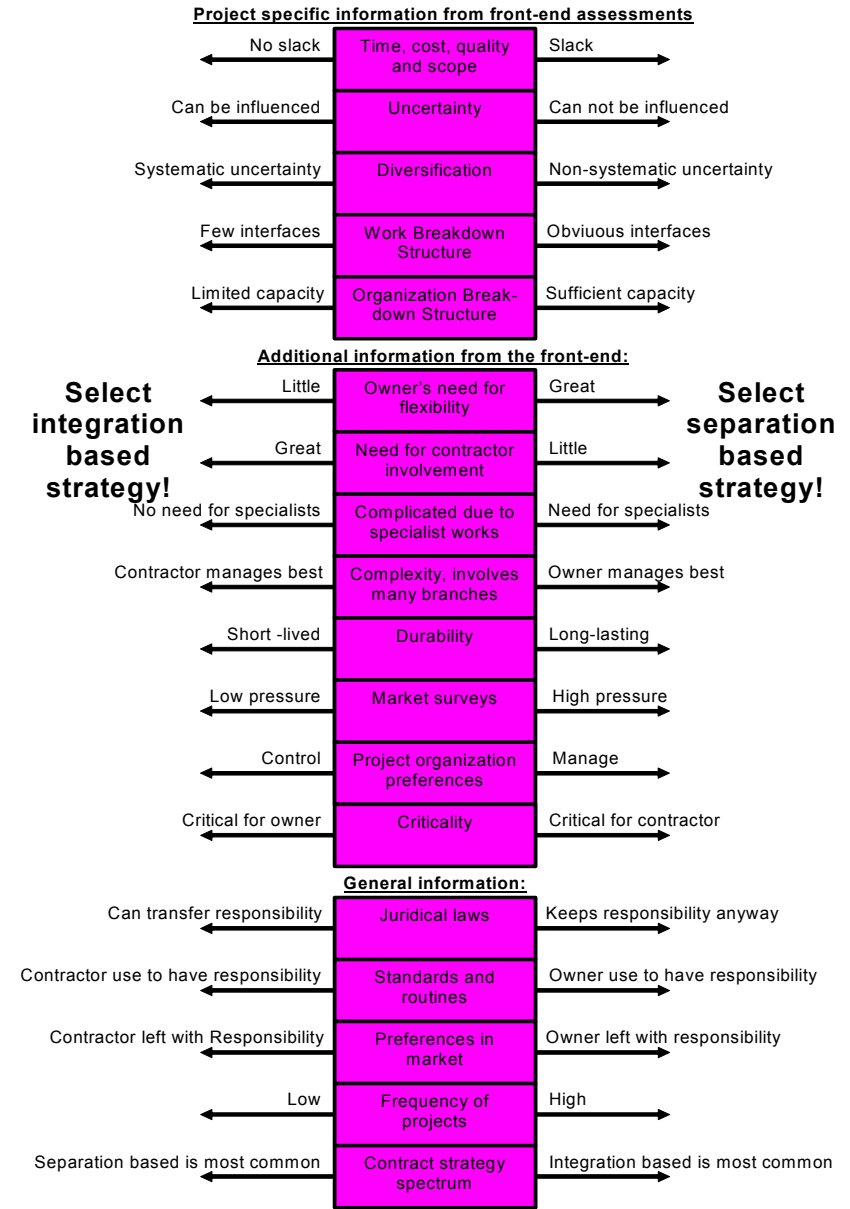 Project specific information from front-end assessments
No slack
Time, cost, quality
and scope
Slack
Can be influenced
Uncertainty
Can not be influenced
Systematic uncertainty
Diversification
Non-systematic uncertainty
Few interfaces
Work Breakdown
Structure
Obviuous interfaces
Limited capacity
Organization Break-
down Structure
Sufficient capacity
Additional information from the front-end:
Select
integration
based
strategy!
Little
Owner's need for
flexibility
Great
Select
separation
based
strategy!
Great
Need for contractor
involvement
Little
No need for specialists
Complicated due to
specialist works
Need for specialists
Contractor manages best
Complexity, involves
many branches
Owner manages best
Short -lived
Durability
Long-lasting
Low pressure
Market surveys
High pressure
Control
Project organization
preferences
Manage
Critical for owner
Criticality
Critical for contractor
General information:
Can transfer responsibility
Juridical laws
Keeps responsibility anyway
Contractor use to have responsibility
Standards and
routines
Owner use to have responsibility
Contractor left with Responsibility
Preferences in
market
Owner left with responsibility
Low
Frequency of
projects
High
Separation based is most common
Contract strategy
spectrum
Integration based is most common